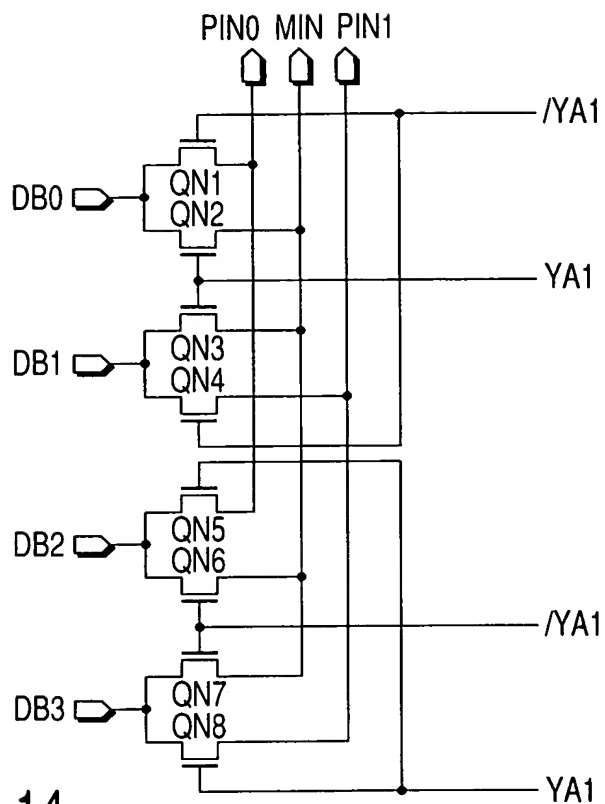 PIN0 MIN PIN1
/YA1
QN1
DB0
QN2
YA1
QN3
DB1
QN4
QN5
DB2
QN6
/YA1
QN7
DB3
QN8
YA1